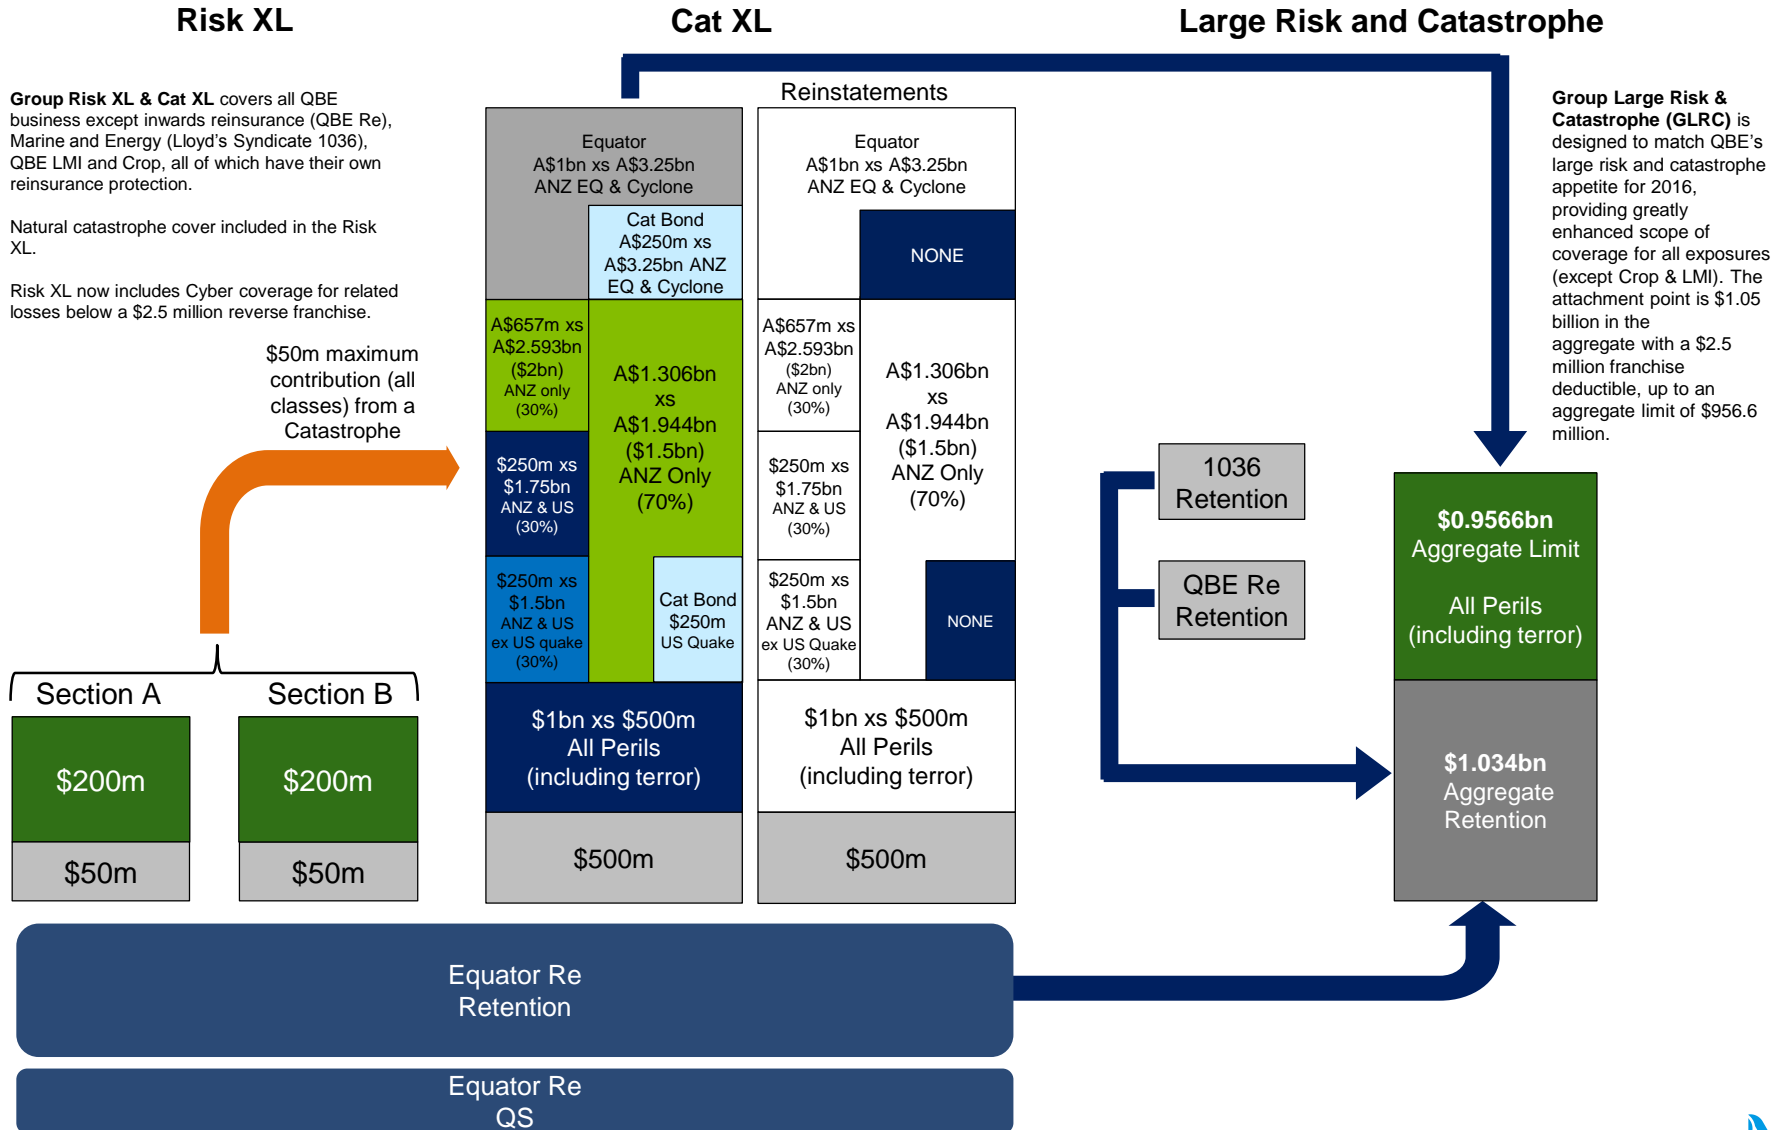 Risk XL
Cat XL
Large Risk and Catastrophe
Group Risk XL & Cat XL covers all QBE
business except inwards reinsurance (QBE Re),
Marine and Energy (Lloyd’s Syndicate 1036),
QBE LMI and Crop, all of which have their own
reinsurance protection.
Natural catastrophe cover included in the Risk
XL.
Risk XL now includes Cyber coverage for related
losses below a $2.5 million reverse franchise.
$50m maximum
contribution (all
classes) from a
Catastrophe
Section A
Section B
$200m
$200m
$50m
$50m
Equator
A$1bn xs A$3.25bn
ANZ EQ & Cyclone
Cat Bond
A$250m xs
A$3.25bn ANZ
EQ & Cyclone
A$657m xs
A$2.593bn
($2bn)
ANZ only
(30%)
A$1.306bn
xs
A$1.944bn
($1.5bn)
ANZ Only
(70%)
$250m xs
$1.75bn
ANZ & US
(30%)
$250m xs
$1.5bn
ANZ & US
ex US quake
(30%)
Cat Bond
$250m
US Quake
$1bn xs $500m
All Perils
(including terror)
$500m
Reinstatements
Equator
A$1bn xs A$3.25bn
ANZ EQ & Cyclone
NONE
A$657m xs
A$2.593bn
($2bn)
ANZ only
(30%)
A$1.306bn
xs
A$1.944bn
($1.5bn)
ANZ Only
(70%)
$250m xs
$1.75bn
ANZ & US
(30%)
$250m xs
$1.5bn
ANZ & US
ex US Quake
(30%)
NONE
$1bn xs $500m
All Perils
(including terror)
$500m
Group Large Risk &
Catastrophe (GLRC) is
designed to match QBE’s
large risk and catastrophe
appetite for 2016,
providing greatly
enhanced scope of
coverage for all exposures
(except Crop & LMI). The
attachment point is $1.05
billion in the
aggregate with a $2.5
million franchise
deductible, up to an
aggregate limit of $956.6
million.
1036
Retention
QBE Re
Retention
$0.9566bn
Aggregate Limit
All Perils
(including terror)
$1.034bn
Aggregate
Retention
Equator Re
Retention
Equator Re
QS